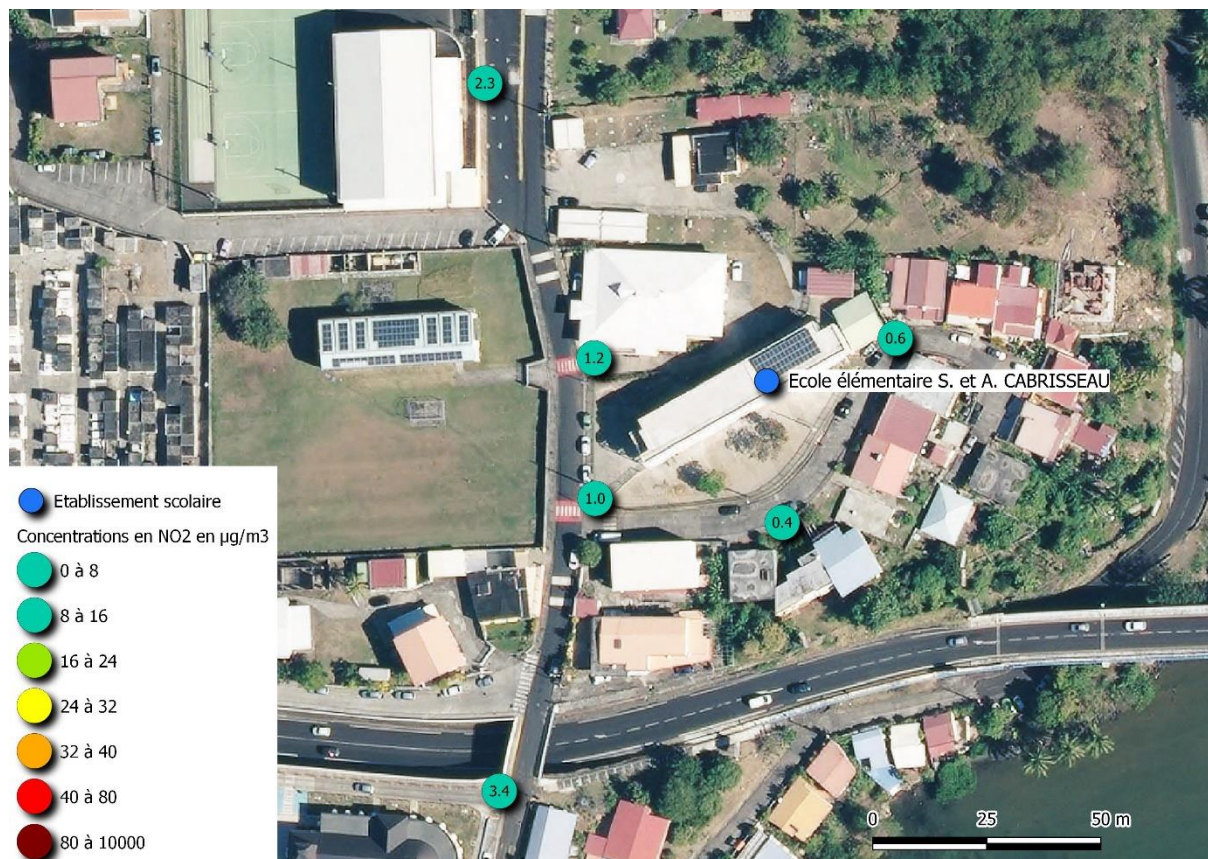 2.3
1.2
0.6
Ecole élémentaire S. et A. CABRISSEAU
1.0
0.4
3.4
Etablissement scolaire
Concentrations en NO2 en µg/m3
0 à 8
8 à 16
16 à 24
24 à 32
32 à 40
40 à 80
80 à 10000
0 25 50 m